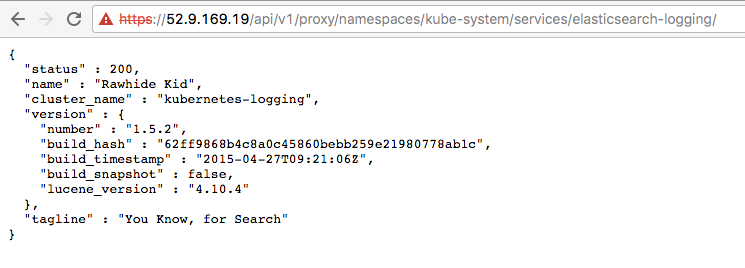 https://52.9.169.19/api/v1/proxy/namespaces/kube-system/services/elasticsearch-logging/
{
  "status" : 200,
  "name" : "Rawhide Kid",
  "cluster_name" : "kubernetes-logging",
  "version" : {
    "number" : "1.5.2",
    "build_hash" : "62ff9868b4c8a0c45860bebb259e21980778ab1c",
    "build_timestamp" : "2015-04-27T09:21:06Z",
    "build_snapshot" : false,
    "lucene_version" : "4.10.4"
  },
  "tagline" : "You Know, for Search"
}